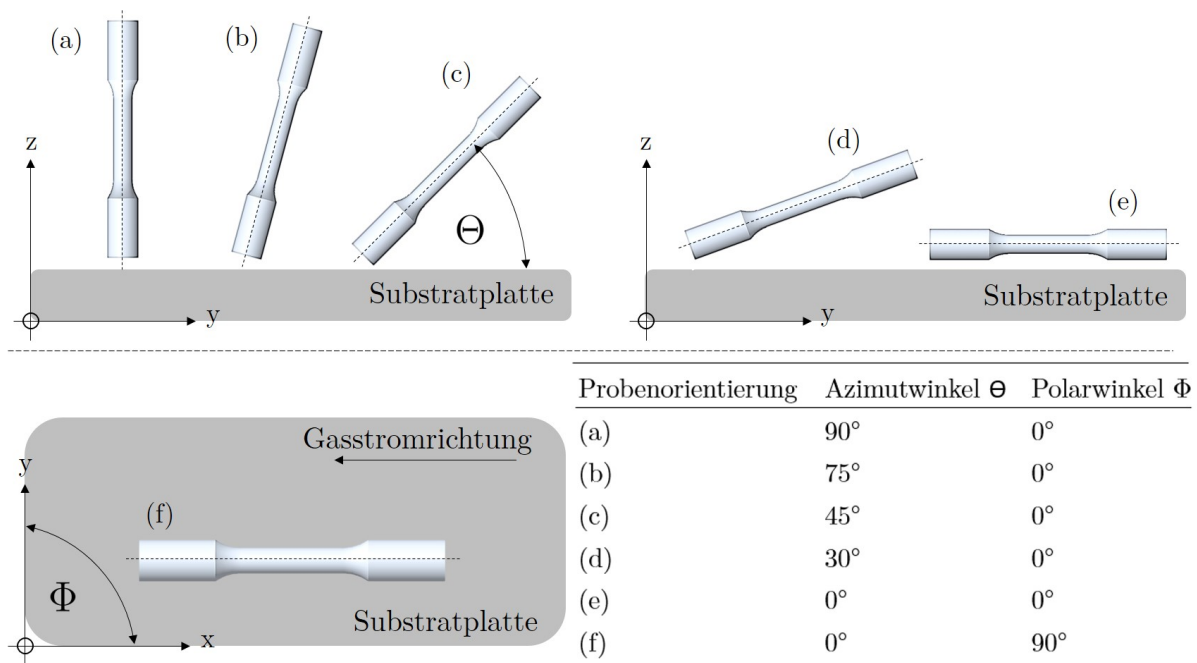 (a)
(b)
(c)
z
Θ
Substratplatte
y
(d)
z
(e)
Substratplatte
y
Gasstromrichtung
y
(f)
Φ
Substratplatte
x
Probenorientierung Azimutwinkel Θ Polarwinkel Φ
(a) 90° 0°
(b) 75° 0°
(c) 45° 0°
(d) 30° 0°
(e) 0° 0°
(f) 0° 90°